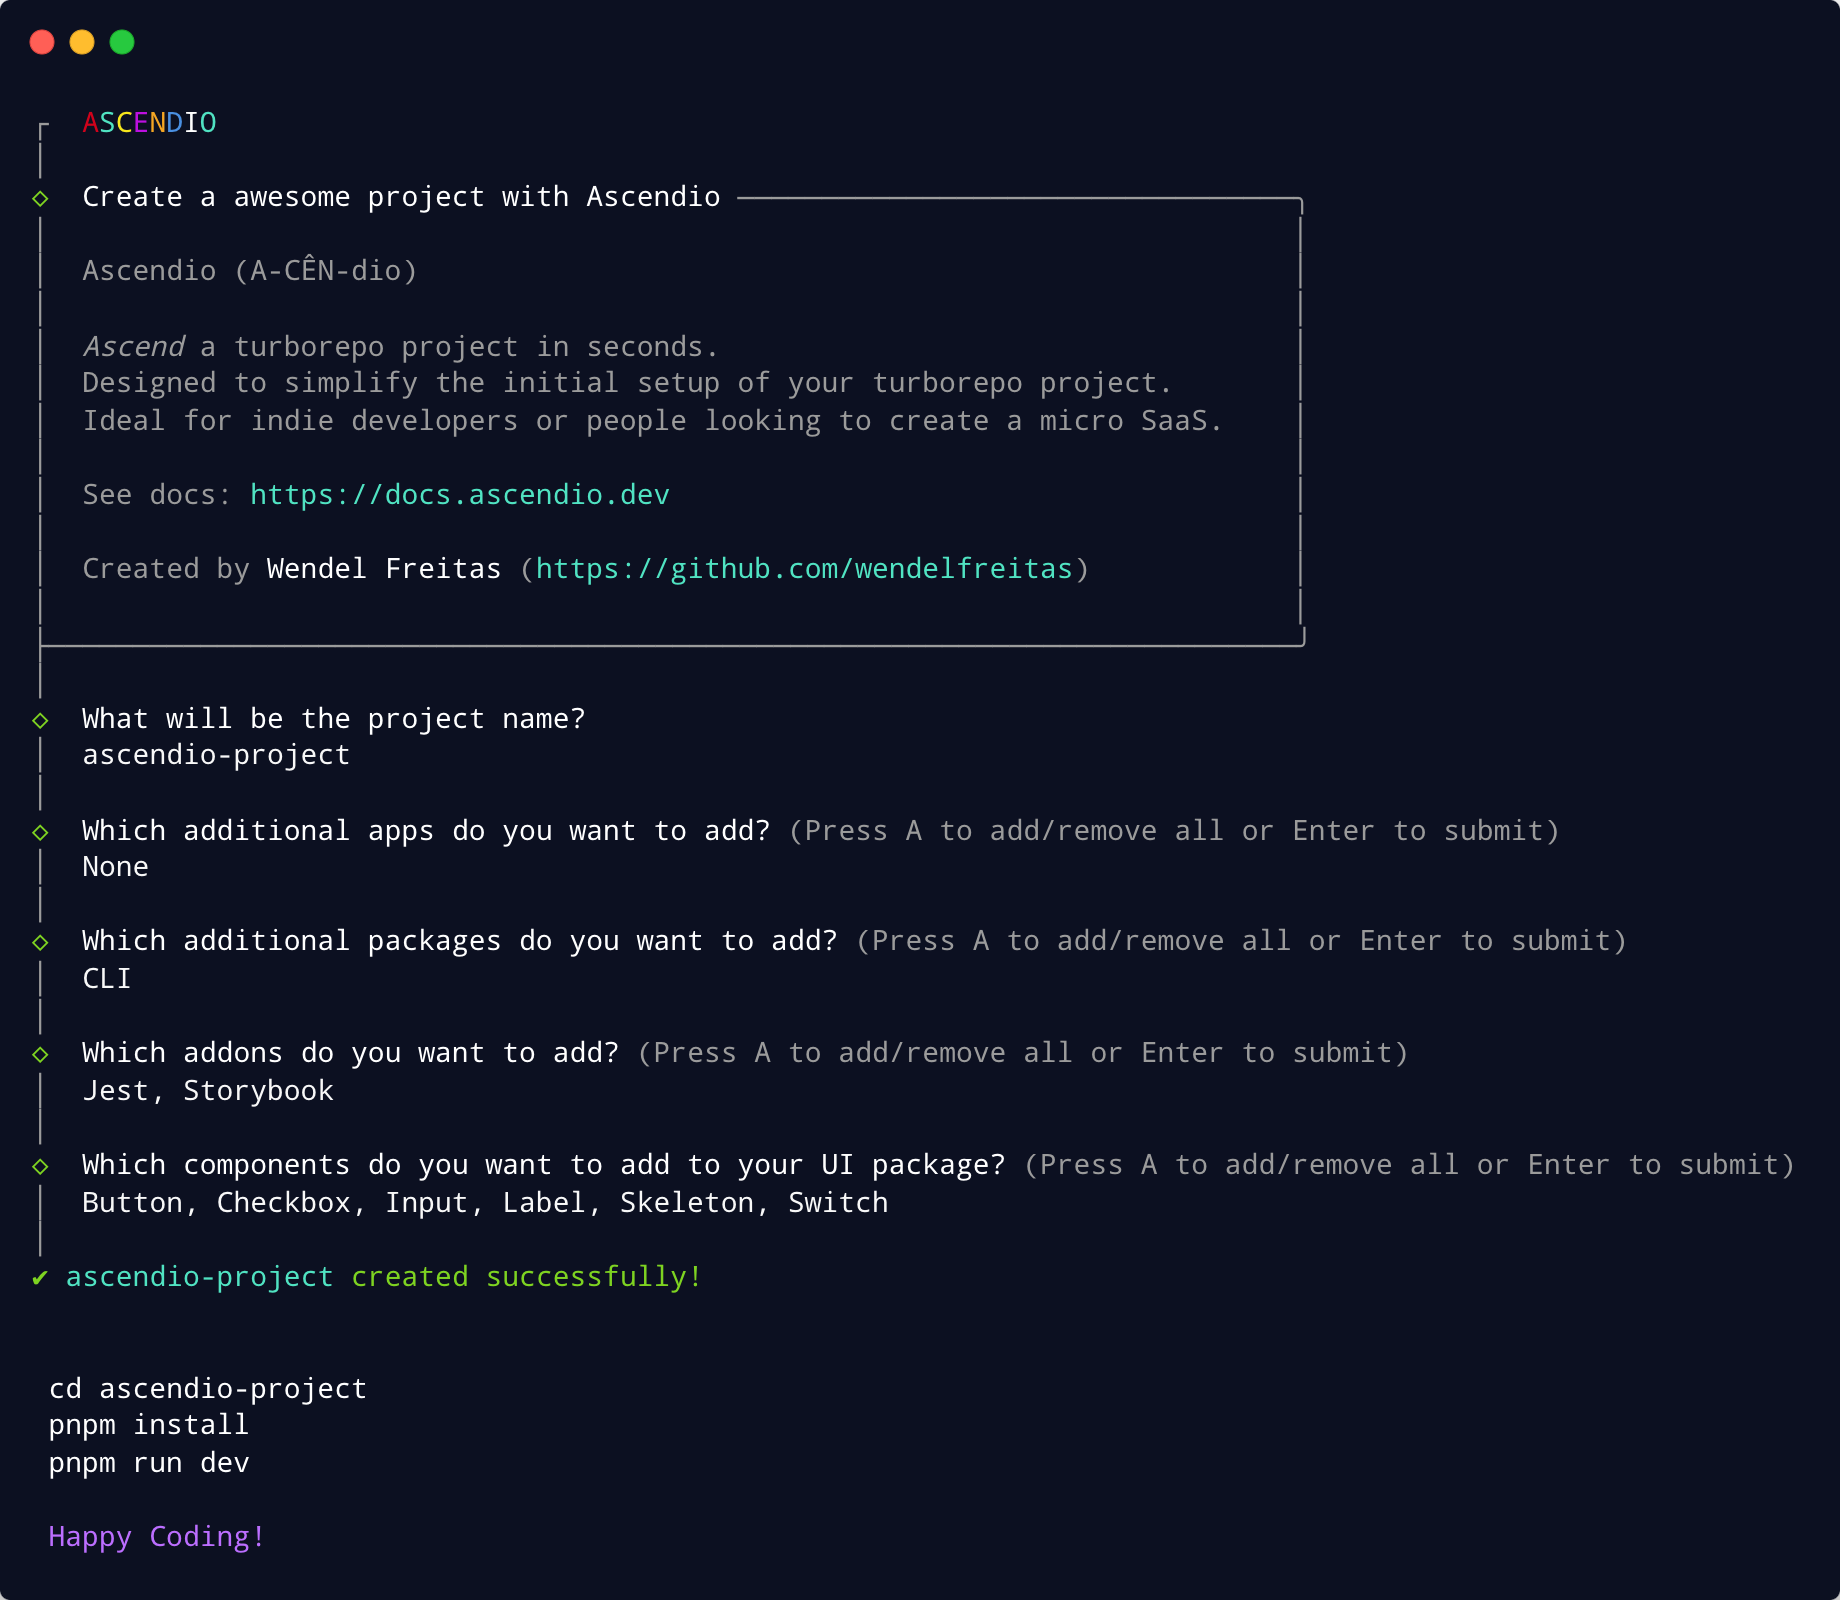 ASCENDIO
Create a awesome project with Ascendio
Ascendio (A-CÊN-dio)
Ascend a turborepo project in seconds.
Designed to simplify the initial setup of your turborepo project.
Ideal for indie developers or people looking to create a micro SaaS.
See docs: https://docs.ascendio.dev
Created by Wendel Freitas (https://github.com/wendelfreitas)
What will be the project name?
ascendio-project
Which additional apps do you want to add? (Press A to add/remove all or Enter to submit)
None
Which additional packages do you want to add? (Press A to add/remove all or Enter to submit)
CLI
Which addons do you want to add? (Press A to add/remove all or Enter to submit)
Jest, Storybook
Which components do you want to add to your UI package? (Press A to add/remove all or Enter to submit)
Button, Checkbox, Input, Label, Skeleton, Switch
✔ ascendio-project created successfully!
cd ascendio-project
pnpm install
pnpm run dev
Happy Coding!